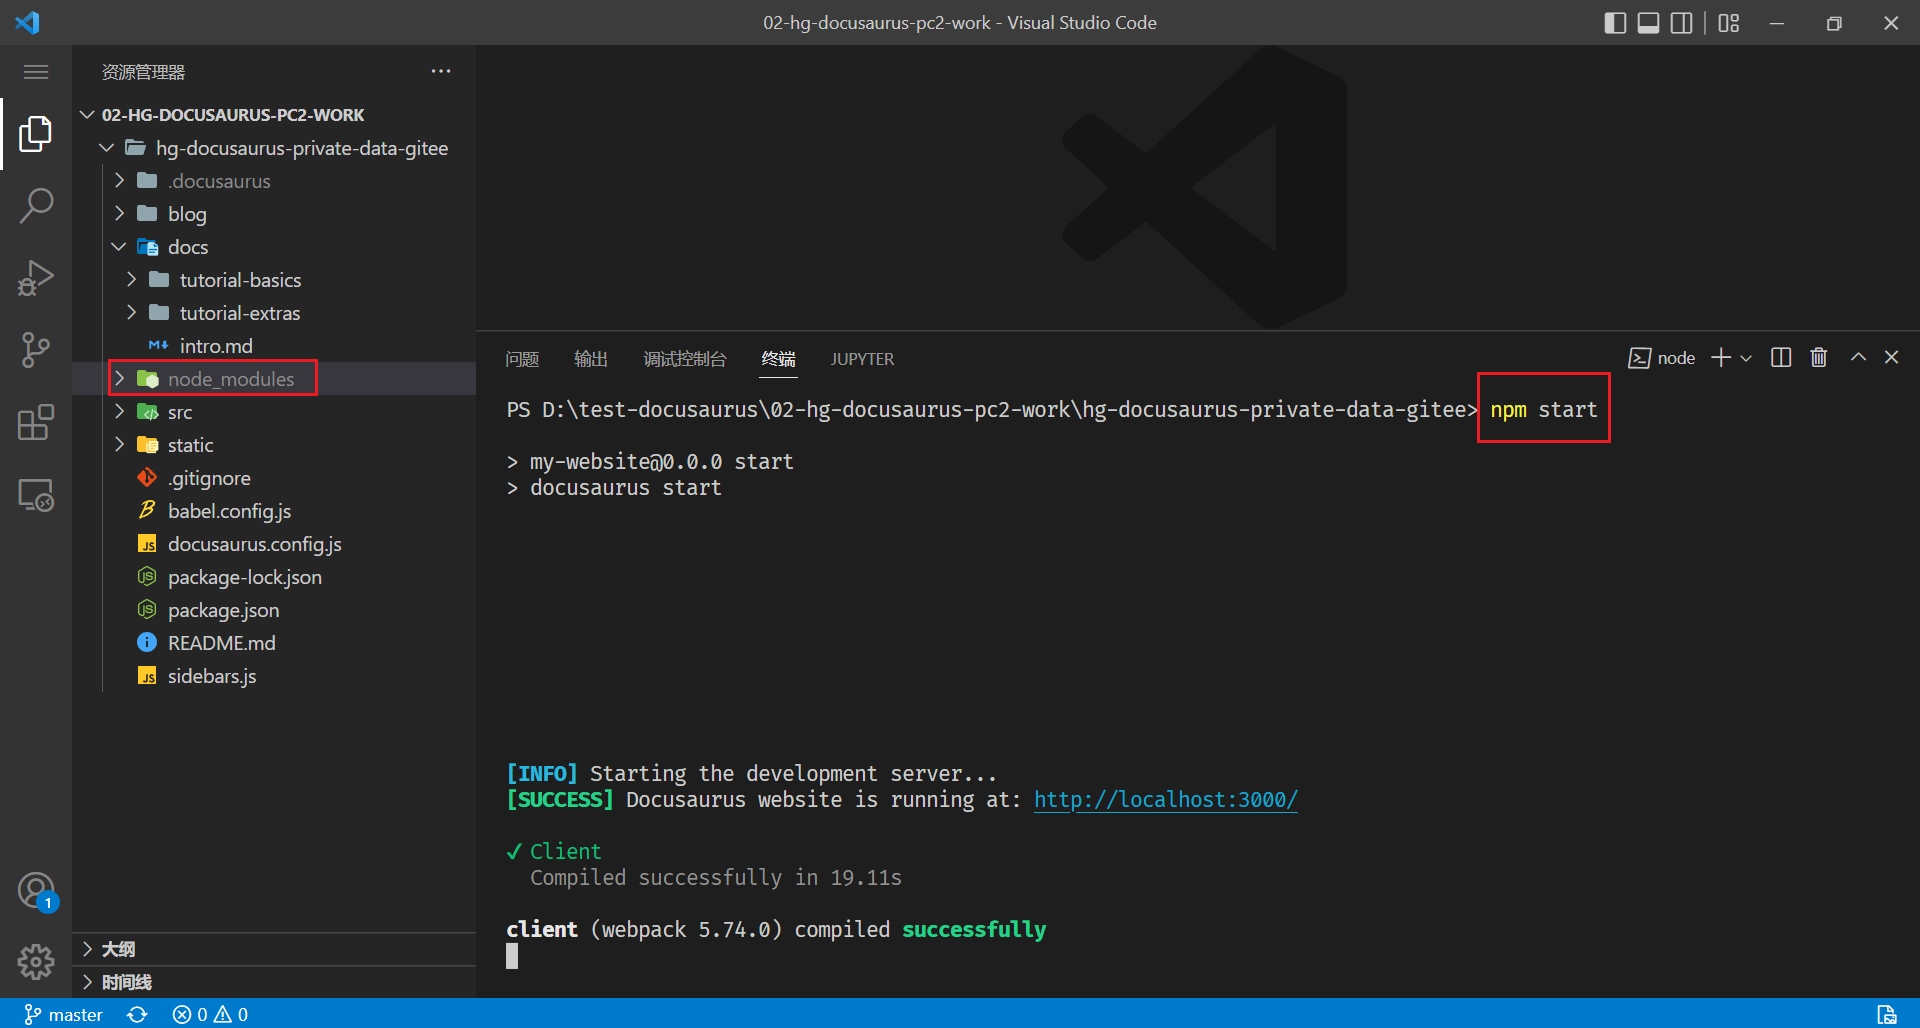 02-hg-docusaurus-pc2-work - Visual Studio Code
资源管理器
02-HG-DOCUSAURUS-PC2-WORK
hg-docusaurus-private-data-gitee
.docusaurus
blog
docs
tutorial-basics
tutorial-extras
intro.md
node_modules
src
static
.gitignore
babel.config.js
docusaurus.config.js
package-lock.json
package.json
README.md
sidebars.js
大纲
时间线
问题 输出 调试控制台 终端 JUPYTER
node
PS D:\test-docusaurus\02-hg-docusaurus-pc2-work\hg-docusaurus-private-data-gitee> npm start
> my-website@0.0.0 start
> docusaurus start
[INFO] Starting the development server...
[SUCCESS] Docusaurus website is running at: http://localhost:3000/
✓ Client
Compiled successfully in 19.11s
client (webpack 5.74.0) compiled successfully
1
master 0 0